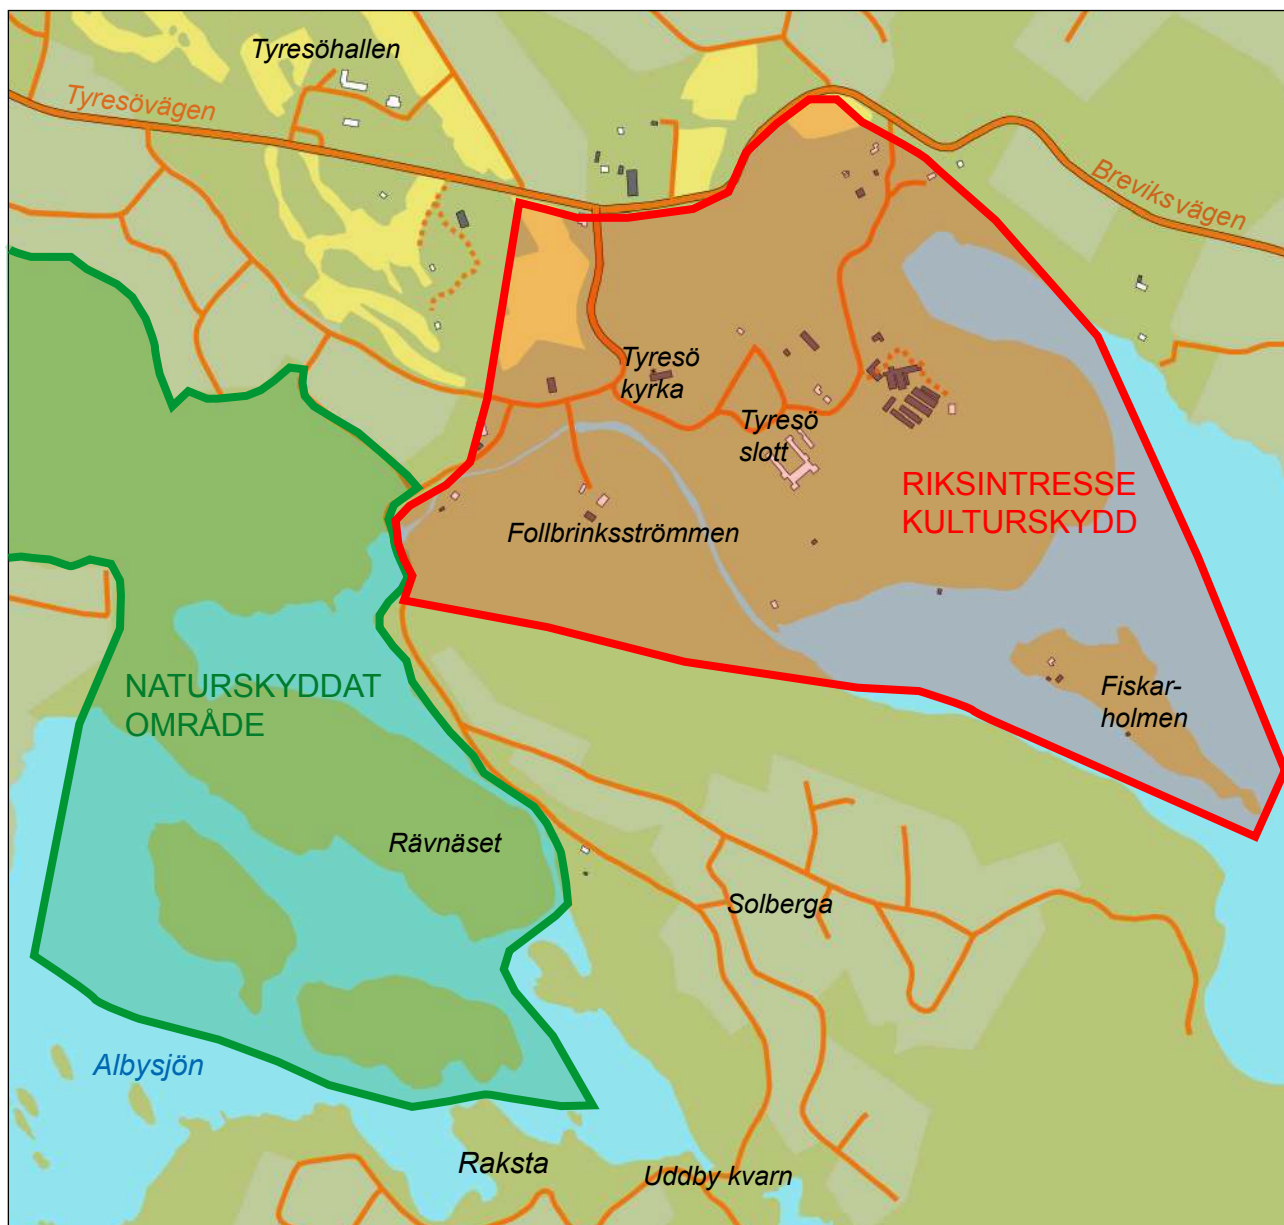 Tyresöhallen
Tyresövägen
Breviksvägen
Tyresö
kyrka
Tyresö
slott
RIKSINTRESSE
KULTURSKYDD
Follbrinksströmmen
NATURSKYDDAT
OMRÅDE
Fiskar-
holmen
Rävnäset
Solberga
Albysjön
Raksta
Uddby kvarn